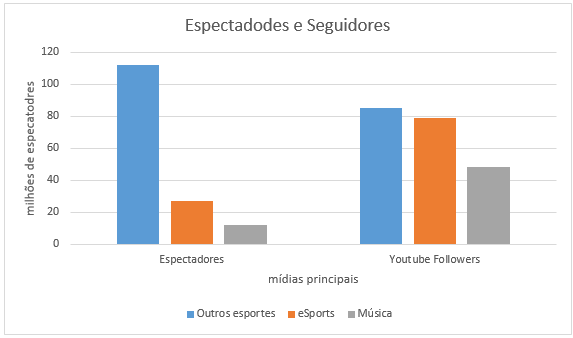 Espectadodes e Seguidores
milhões de especatodres
120
100
80
60
40
20
0
Espectadores
Youtube Followers
mídias principais
Outros esportes
eSports
Música